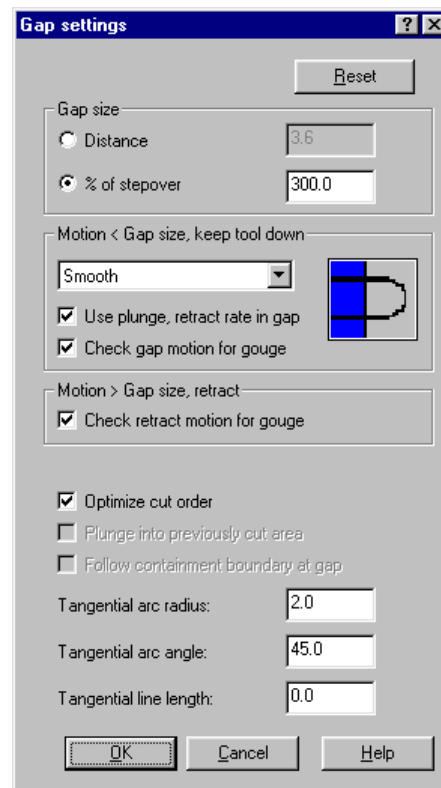 Gap settings
Reset
Gap size
Distance 3.6
% of stepover 300.0
Motion < Gap size, keep tool down
Smooth
Use plunge, retract rate in gap
Check gap motion for gouge
Motion > Gap size, retract
Check retract motion for gouge
Optimize cut order
Plunge into previously cut area
Follow containment boundary at gap
Tangential arc radius: 2.0
Tangential arc angle: 45.0
Tangential line length: 0.0
OK Cancel Help